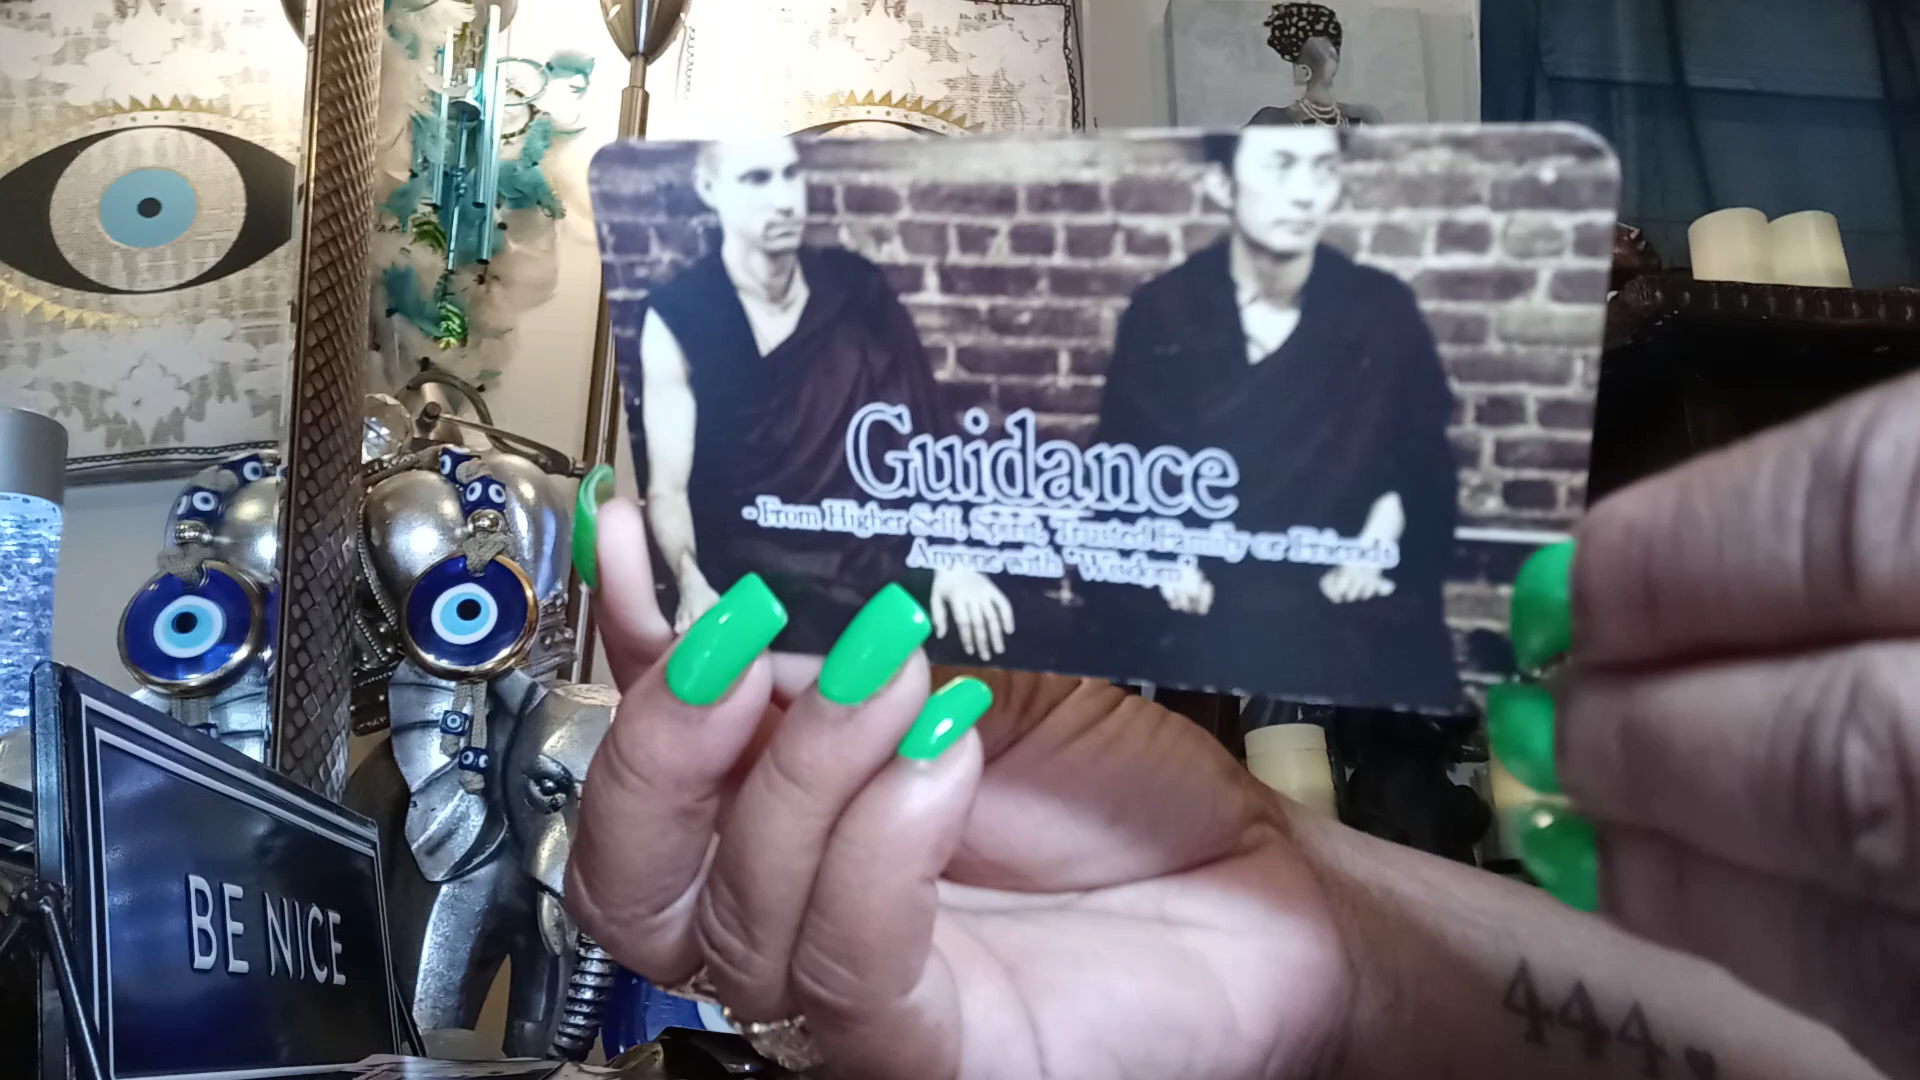 Guidance
- From Higher Self, Spirit, Trusted Family or Friends
Anyone with "Wisdom"
BE NICE
444